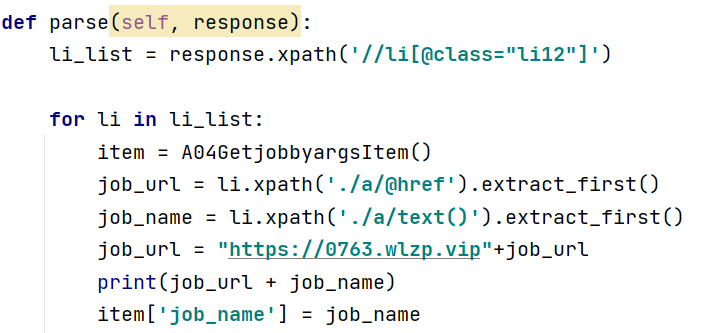 def parse(self, response):
li_list = response.xpath('//li[@class="li12"]')
for li in li_list:
item = A04GetjobbyargsItem()
job_url = li.xpath('./a/@href').extract_first()
job_name = li.xpath('./a/text()').extract_first()
job_url = "https://0763.wlzp.vip"+job_url
print(job_url + job_name)
item['job_name'] = job_name